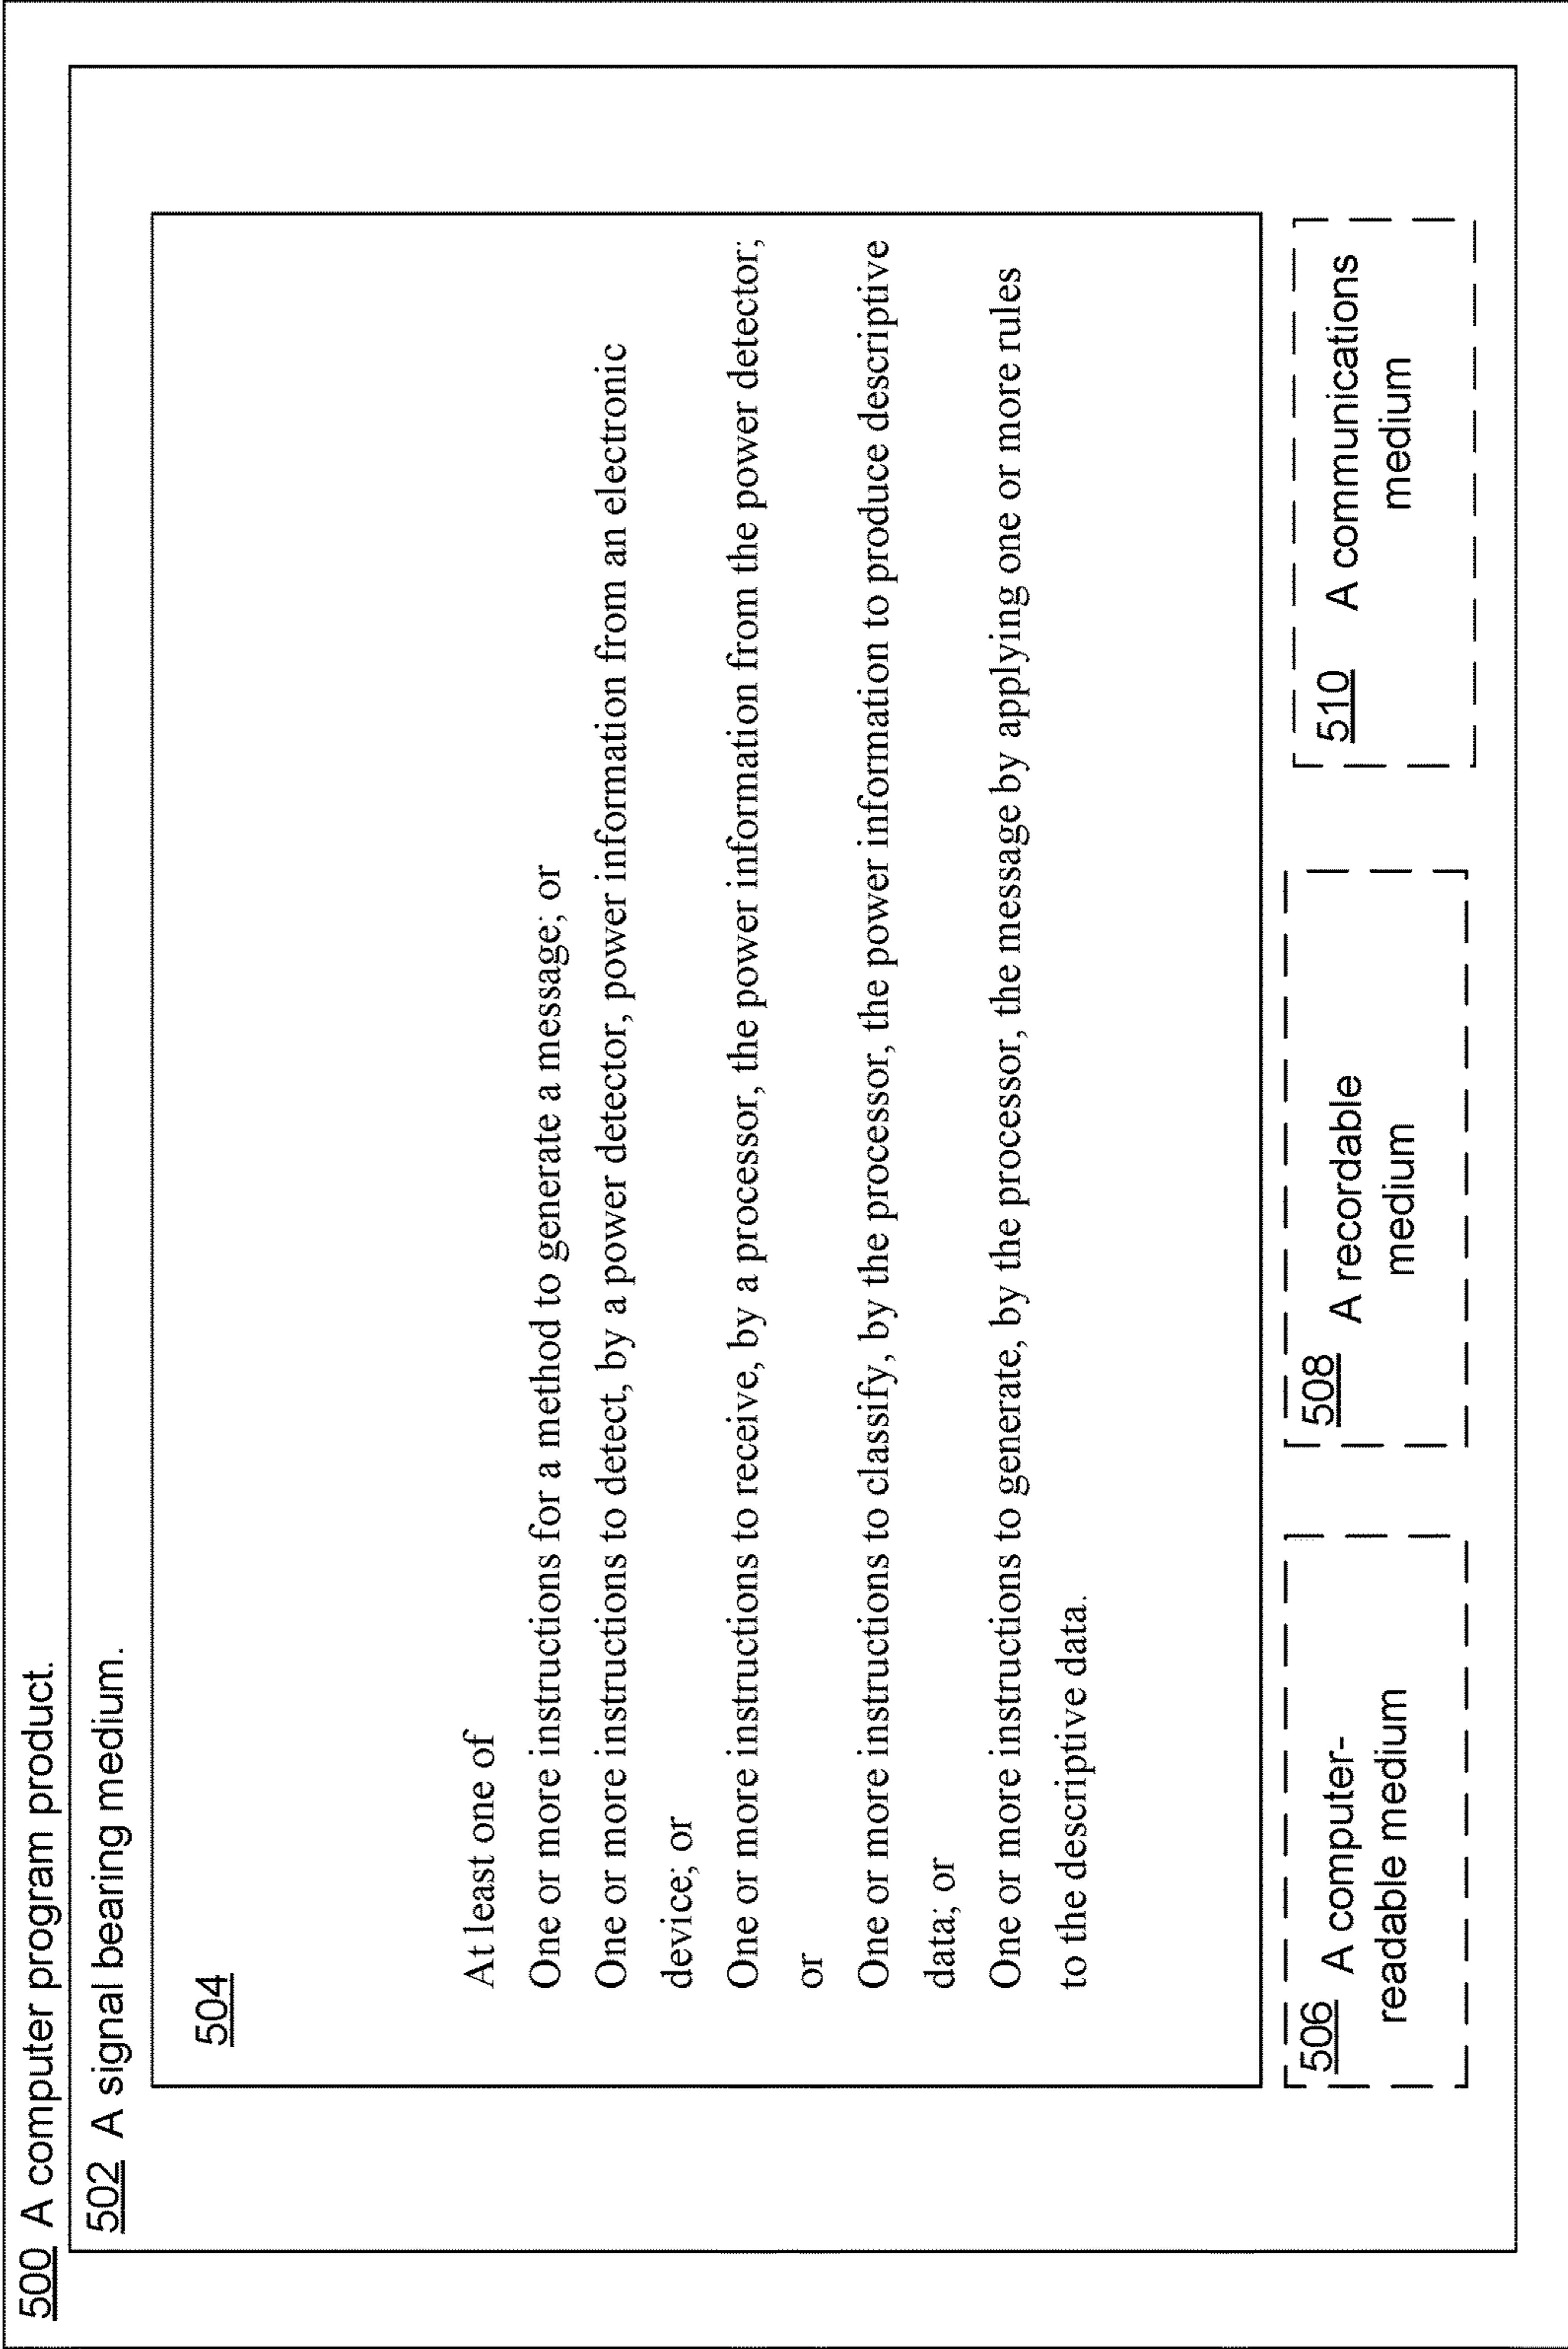 500 A computer program product.
502 A signal bearing medium.
504
At least one of
One or more instructions for a method to generate a message; or
One or more instructions to detect, by a power detector, power information from an electronic
device; or
One or more instructions to receive, by a processor, the power information from the power detector;
or
One or more instructions to classify, by the processor, the power information to produce descriptive
data; or
One or more instructions to generate, by the processor, the message by applying one or more rules
to the descriptive data.
506 A computer-
readable medium
508 A recordable
medium
510 A communications
medium